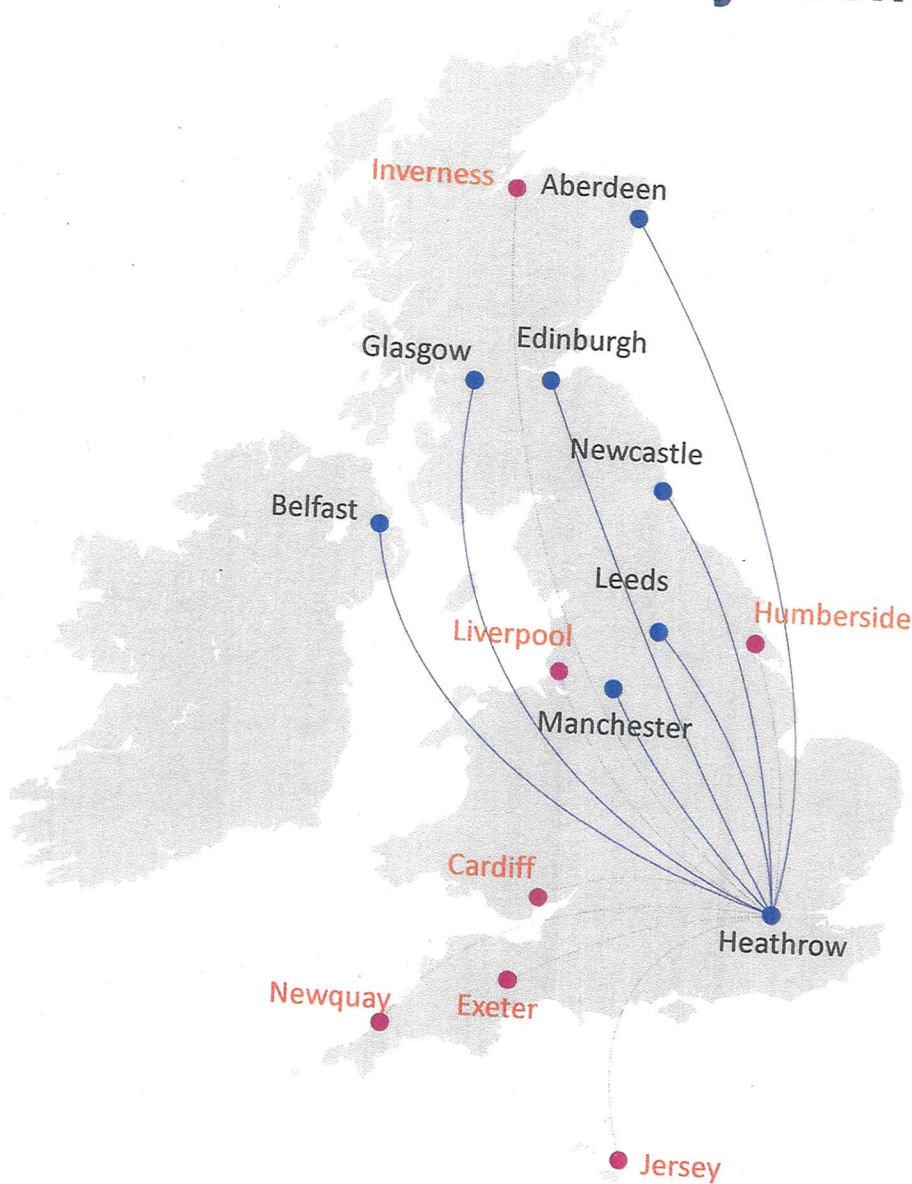 Inverness
Aberdeen
Glasgow
Edinburgh
Newcastle
Belfast
Leeds
Humberside
Liverpool
Manchester
Cardiff
Heathrow
Newquay
Exeter
Jersey